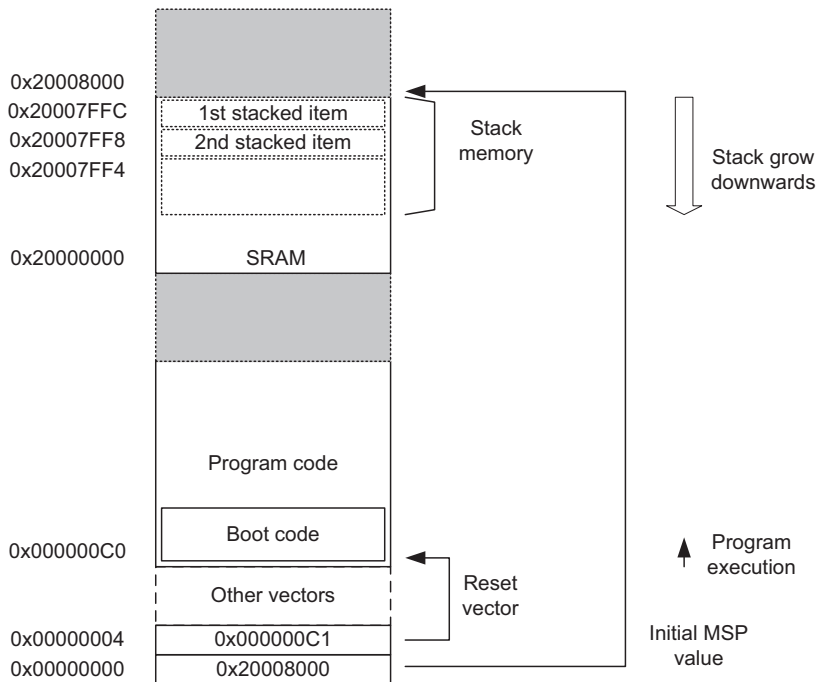 0x20008000
0x20007FFC
1st stacked item
0x20007FF8
2nd stacked item
0x20007FF4
Stack
memory
Stack grow
downwards
0x20000000
SRAM
Program code
Boot code
0x000000C0
Program
execution
Other vectors
Reset
vector
0x00000004
0x000000C1
Initial MSP
value
0x00000000
0x20008000